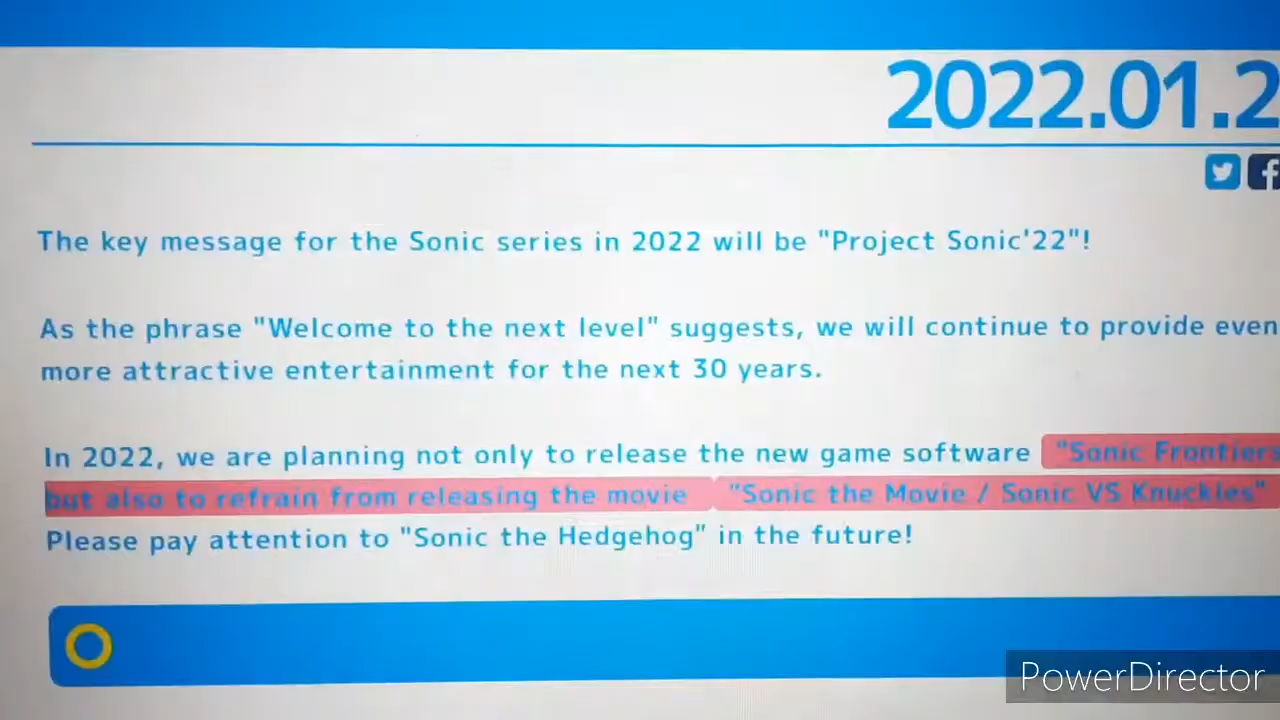 2022.01.2
The key message for the Sonic series in 2022 will be "Project Sonic'22"!
As the phrase "Welcome to the next level" suggests, we will continue to provide even
more attractive entertainment for the next 30 years.
In 2022, we are planning not only to release the new game software "Sonic Frontiers
but also to refrain from releasing the movie "Sonic the Movie / Sonic VS Knuckles"
Please pay attention to "Sonic the Hedgehog" in the future!
PowerDirector